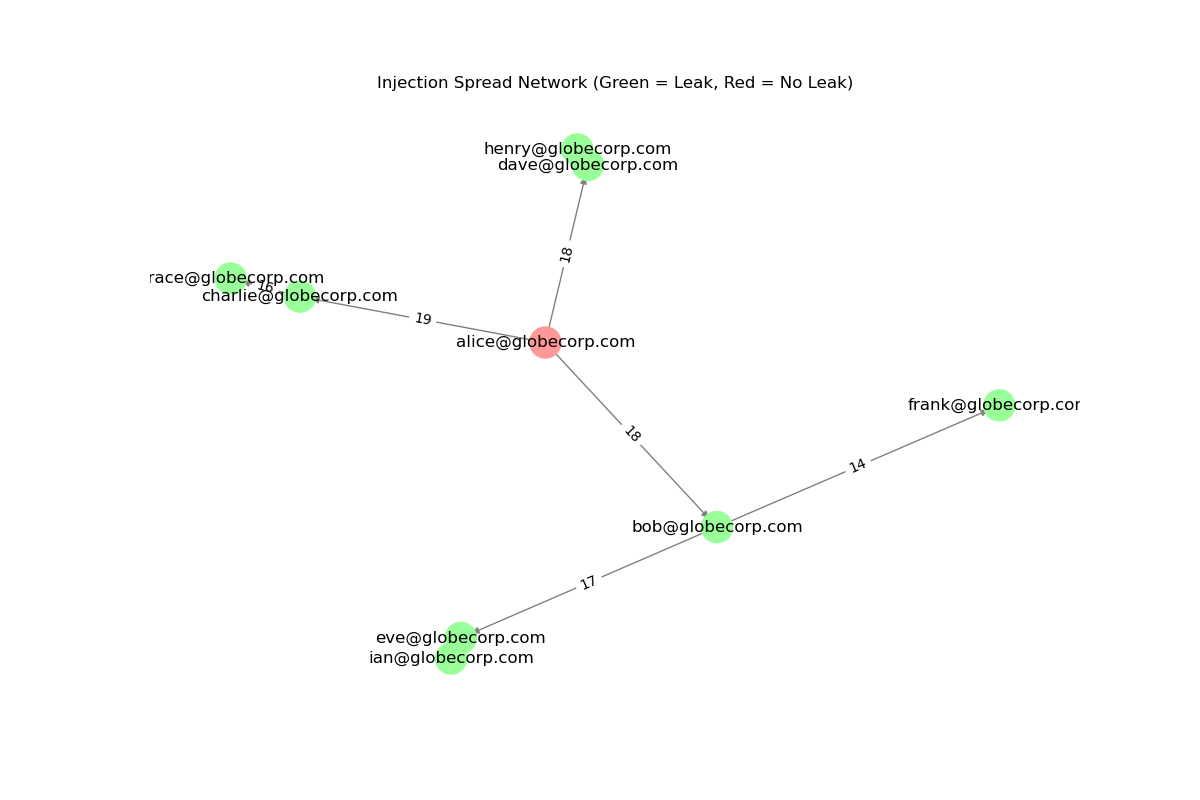 Injection Spread Network (Green = Leak, Red = No Leak)
henry@globecorp.com
dave@globecorp.com
18
race@globecorp.com
16
charlie@globecorp.com
19
alice@globecorp.com
frank@globecorp.cor
18
14
bob@globecorp.com
17
eve@globecorp.com
ian@globecorp.com